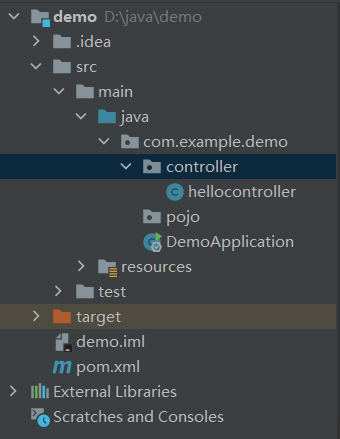 demo D:\java\demo
.idea
src
main
java
com.example.demo
controller
hellocontroller
pojo
DemoApplication
resources
test
target
demo.iml
pom.xml
External Libraries
Scratches and Consoles